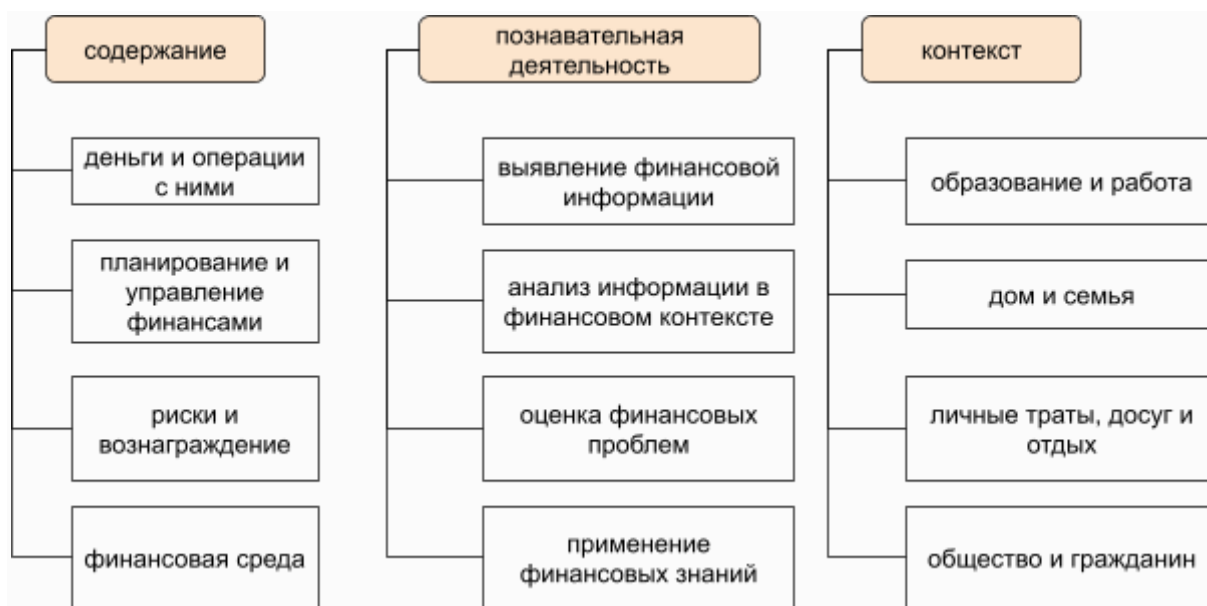 содержание
деньги и операции
с ними
планирование и
управление
финансами
риски и
вознаграждение
финансовая среда
познавательная
деятельность
выявление финансовой
информации
анализ информации в
финансовом контексте
оценка финансовых
проблем
применение
финансовых знаний
контекст
образование и работа
дом и семья
личные траты, досуг и
отдых
общество и гражданин